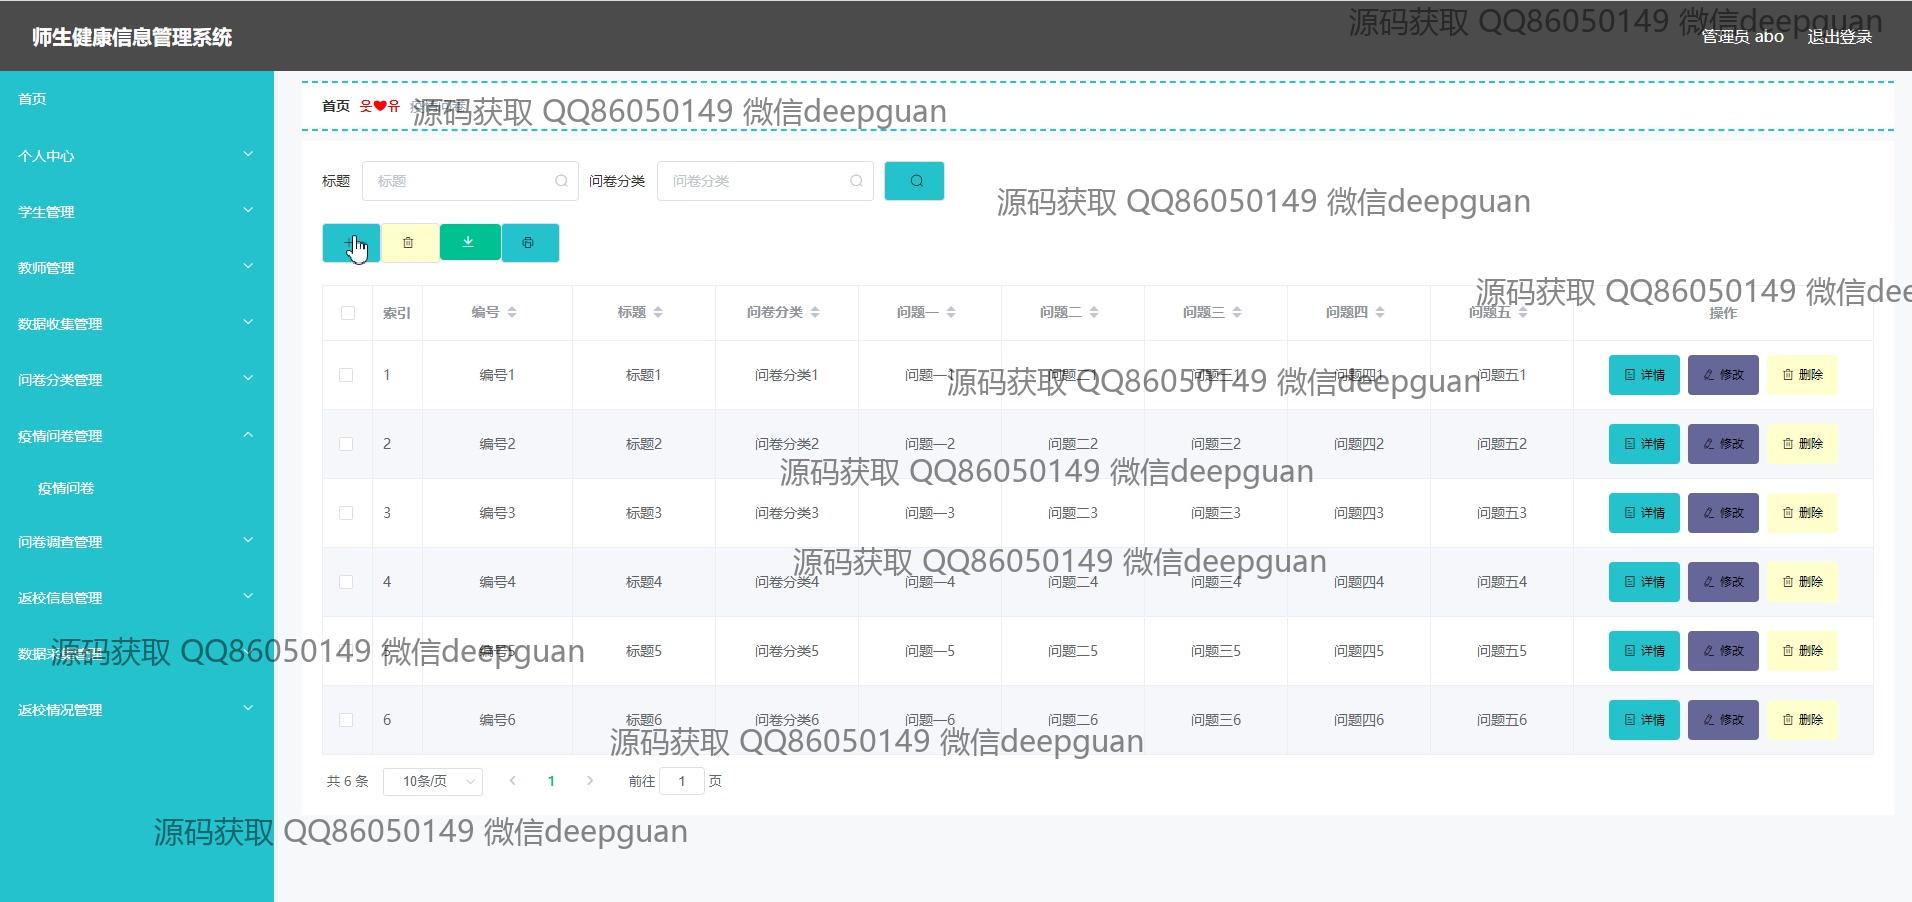 师生健康信息管理系统
源码获取 QQ86050149 微信deepguan
管理员 abo 退出登录
首页
个人中心
学生管理
教师管理
数据收集管理
问卷分类管理
疫情问卷管理
疫情问卷
问卷调查管理
返校信息管理
数据采集管理
返校情况管理
首页 웃❤유 疫情问卷
源码获取 QQ86050149 微信deepguan
标题 标题 问卷分类 问卷分类
源码获取 QQ86050149 微信deepguan
源码获取 QQ86050149 微信dee
索引 编号 标题 问卷分类 问题一 问题二 问题三 问题四 问题五 操作
1 编号1 标题1 问卷分类1 问题一1 问题二1 问题三1 问题四1 问题五1 详情 修改 删除
源码获取 QQ86050149 微信deepguan
2 编号2 标题2 问卷分类2 问题一2 问题二2 问题三2 问题四2 问题五2 详情 修改 删除
源码获取 QQ86050149 微信deepguan
3 编号3 标题3 问卷分类3 问题一3 问题二3 问题三3 问题四3 问题五3 详情 修改 删除
源码获取 QQ86050149 微信deepguan
4 编号4 标题4 问卷分类4 问题一4 问题二4 问题三4 问题四4 问题五4 详情 修改 删除
源码获取 QQ86050149 微信deepguan
5 编号5 标题5 问卷分类5 问题一5 问题二5 问题三5 问题四5 问题五5 详情 修改 删除
6 编号6 标题6 问卷分类6 问题一6 问题二6 问题三6 问题四6 问题五6 详情 修改 删除
源码获取 QQ86050149 微信deepguan
共 6 条 10条/页 1 前往 1 页
源码获取 QQ86050149 微信deepguan